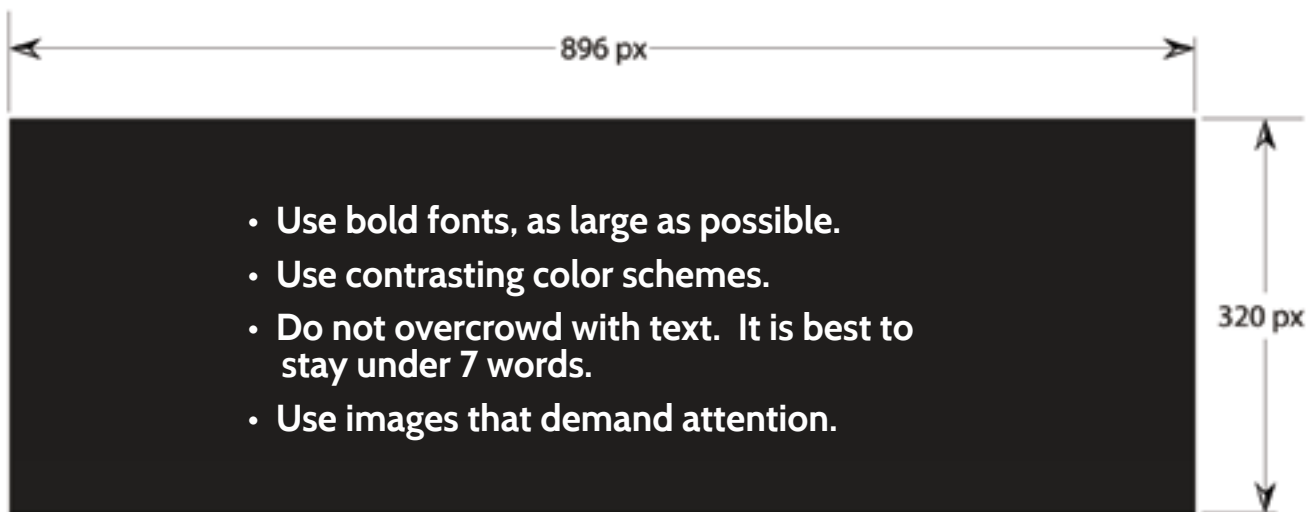 896 px
• Use bold fonts, as large as possible.
• Use contrasting color schemes.
• Do not overcrowd with text.  It is best to
stay under 7 words.
• Use images that demand attention.
320 px